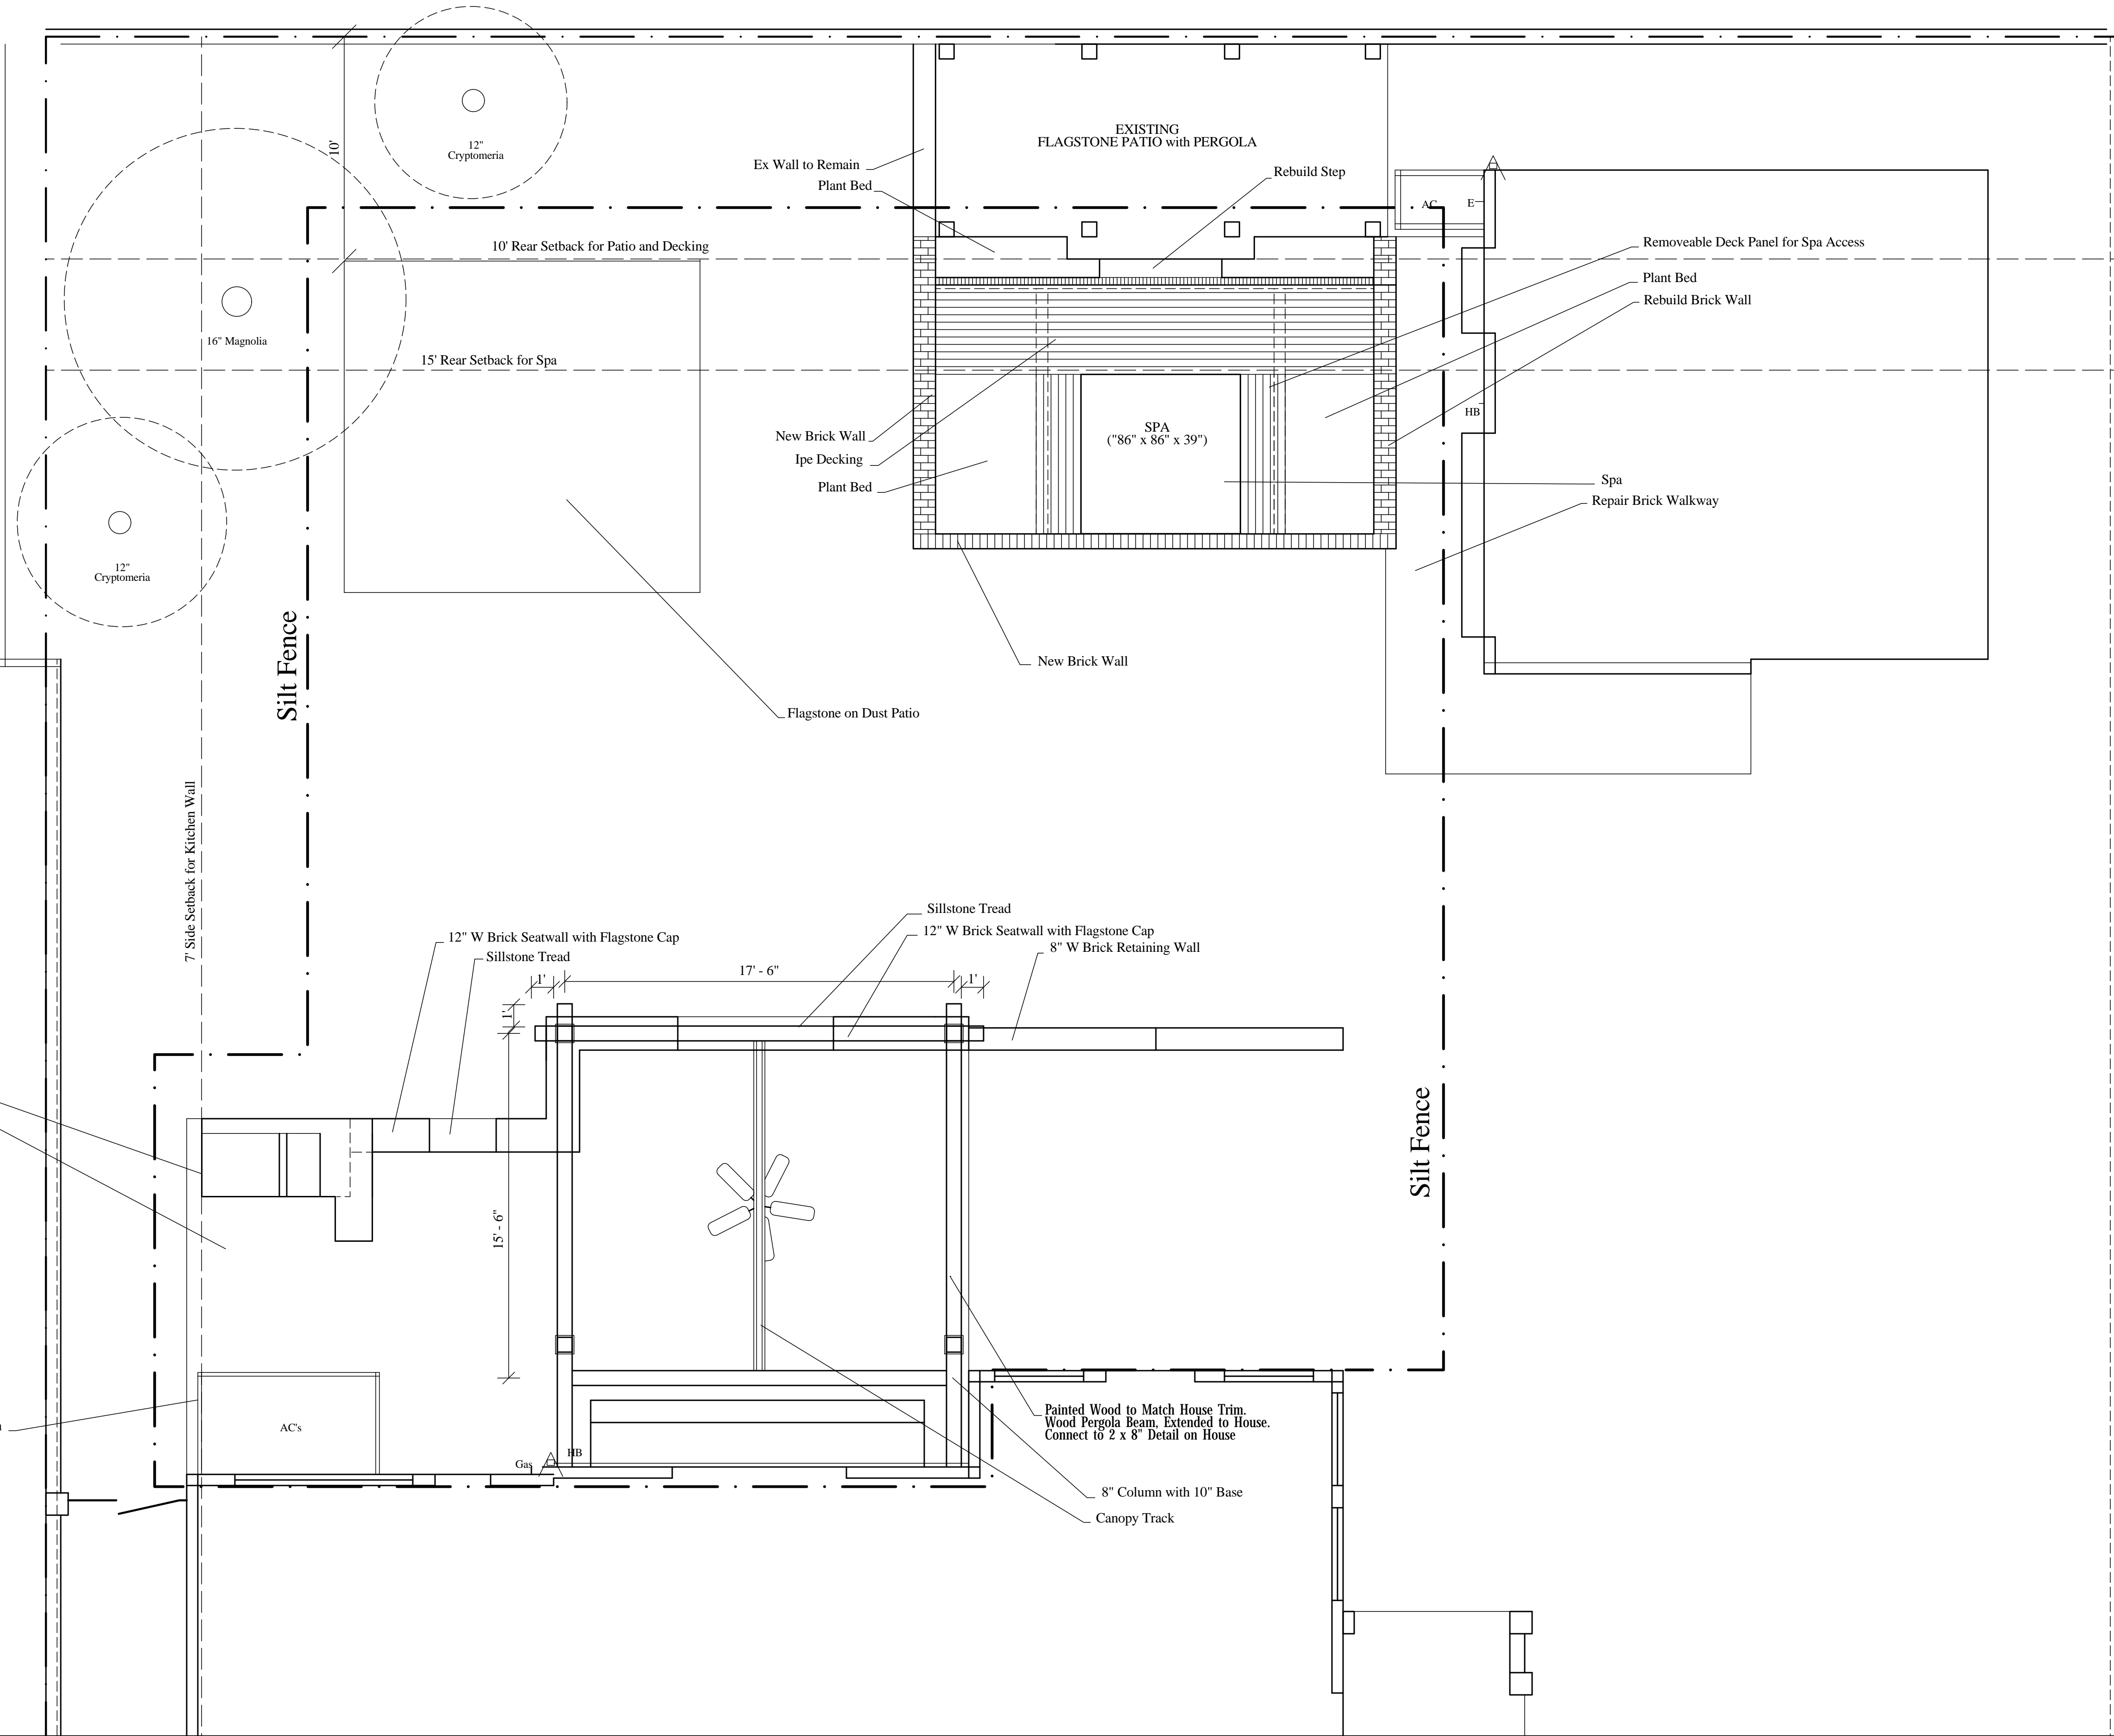 12"
Cryptomeria
10'
EXISTING
FLAGSTONE PATIO with PERGOLA
Ex Wall to Remain
Plant Bed
Rebuild Step
AC
E
10' Rear Setback for Patio and Decking
Removeable Deck Panel for Spa Access
Plant Bed
Rebuild Brick Wall
16" Magnolia
15' Rear Setback for Spa
HB
New Brick Wall
Ipe Decking
Plant Bed
SPA
("86" x 86" x 39")
Spa
Repair Brick Walkway
12"
Cryptomeria
Silt Fence
New Brick Wall
Flagstone on Dust Patio
7' Side Setback for Kitchen Wall
Sillstone Tread
12" W Brick Seatwall with Flagstone Cap
8" W Brick Retaining Wall
12" W Brick Seatwall with Flagstone Cap
Sillstone Tread
1'
17' - 6"
1'
1'
15' - 6"
Silt Fence
AC's
Gas
HB
Painted Wood to Match House Trim.
Wood Pergola Beam, Extended to House.
Connect to 2 x 8" Detail on House
8" Column with 10" Base
Canopy Track